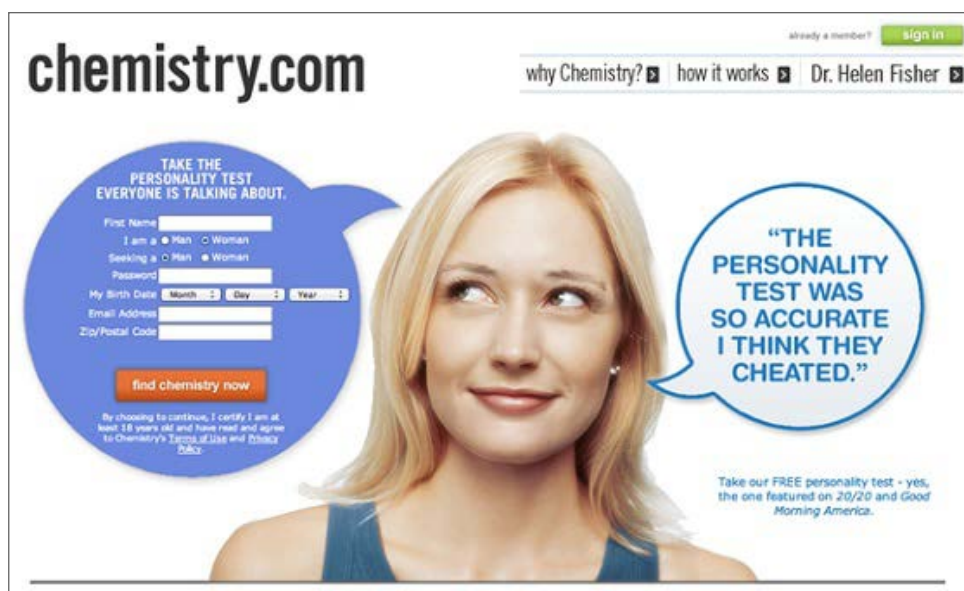 already a member? sign in
chemistry.com
why Chemistry? how it works Dr. Helen Fisher
TAKE THE
PERSONALITY TEST
EVERYONE IS TALKING ABOUT.
First Name
I am a Man Woman
Seeking a Man Woman
Password
My Birth Date Month Day Year
Email Address
Zip/Postal Code
find chemistry now
By choosing to continue, I certify I am at
least 18 years old and have read and agree
to Chemistry's Terms of Use and Privacy
Policy.
“THE
PERSONALITY
TEST WAS
SO ACCURATE
I THINK THEY
CHEATED.”
Take our FREE personality test - yes,
the one featured on 20/20 and Good
Morning America.